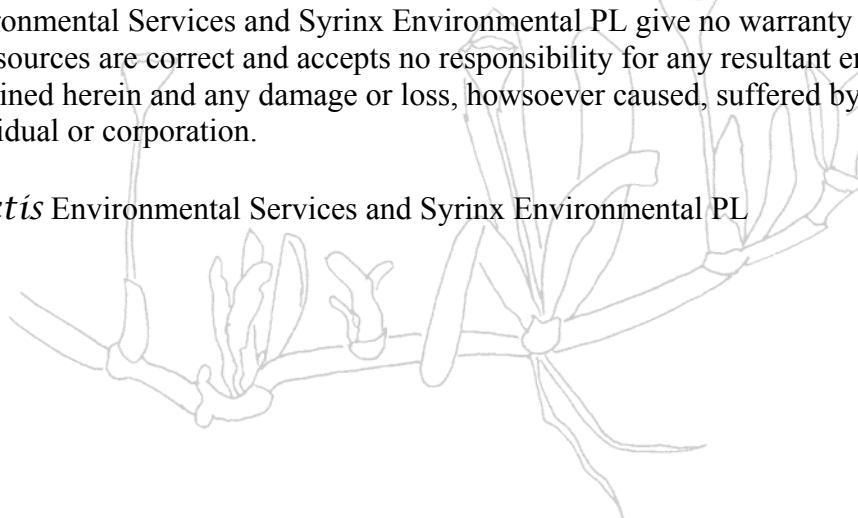 ronmental Services and Syrinx Environmental PL give no warranty
sources are correct and accepts no responsibility for any resultant er
ined herein and any damage or loss, howsoever caused, suffered by
idual or corporation.
ctis Environmental Services and Syrinx Environmental PL